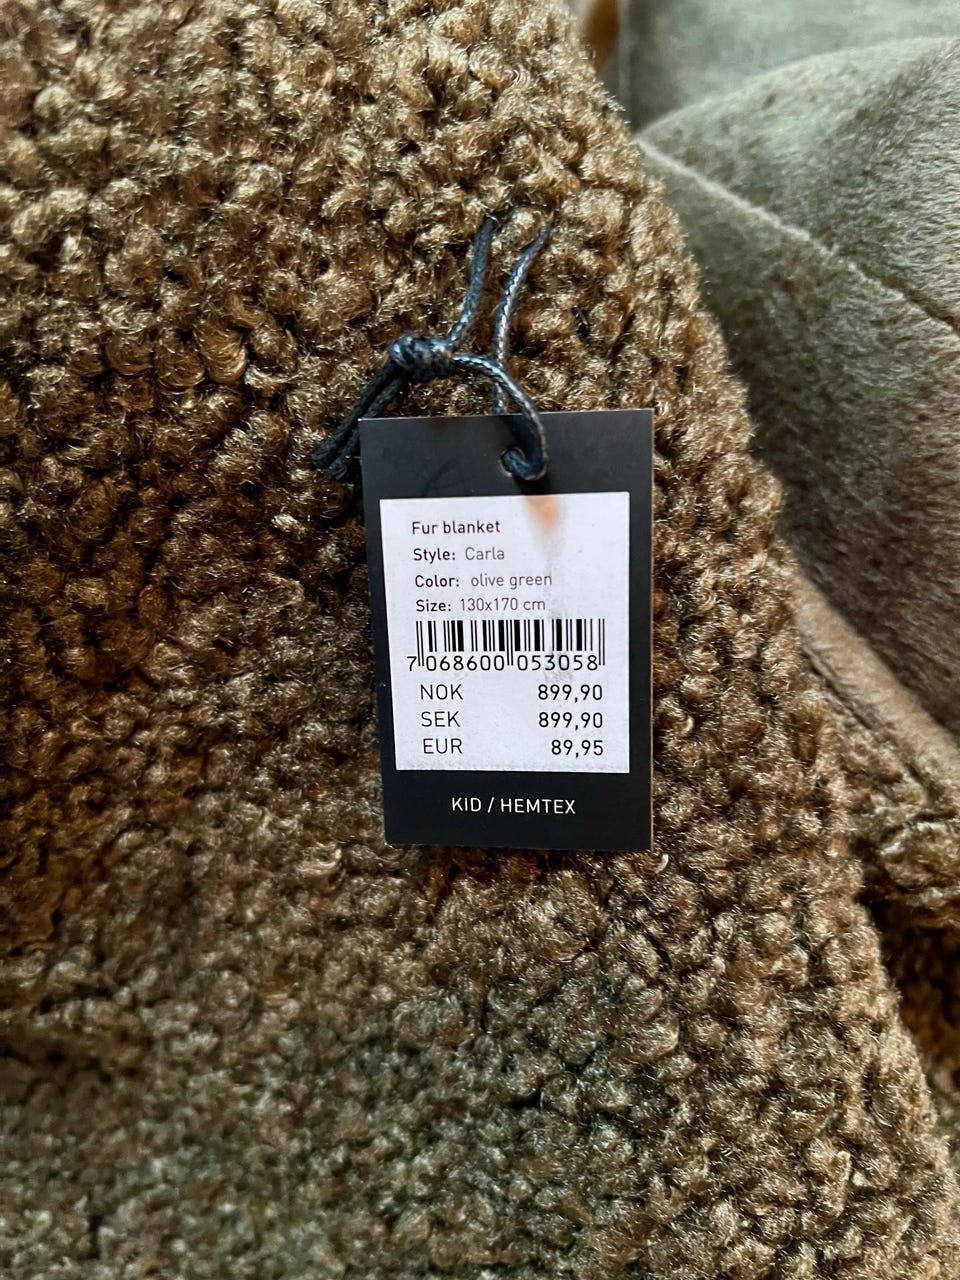 Fur blanket
Style: Carla
Color: olive green
Size: 130x170 cm
7 068600 053058
NOK 899,90
SEK 899,90
EUR 89,95
KID / HEMTEX